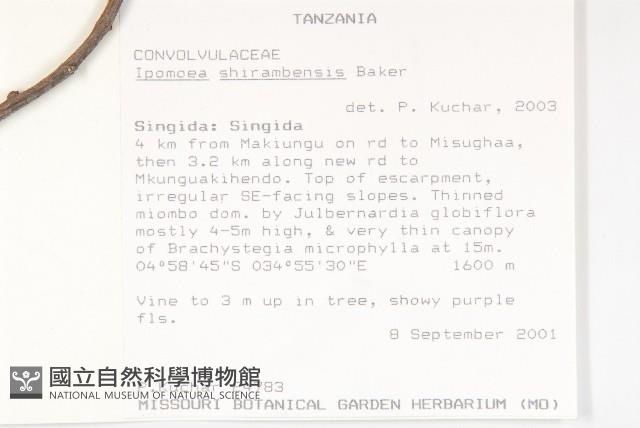 TANZANIA
CONVOLVULACEAE
Ipomoea shirambensis Baker
det. P. Kuchar, 2003
Singida: Singida
4 km from Makiungu on rd to Misughaa,
then 3.2 km along new rd to
Mkunguakihendo. Top of escarpment,
irregular SE-facing slopes. Thinned
miombo dom. by Julbernardia globiflora
mostly 4-5m high, & very thin canopy
of Brachystegia microphylla at 15m.
04°58'45"S 034°55'30"E 1600 m
Vine to 3 m up in tree, showy purple
fls.
8 September 2001
國立自然科學博物館
NATIONAL MUSEUM OF NATURAL SCIENCE
MISSOURI BOTANICAL GARDEN HERBARIUM (MO)